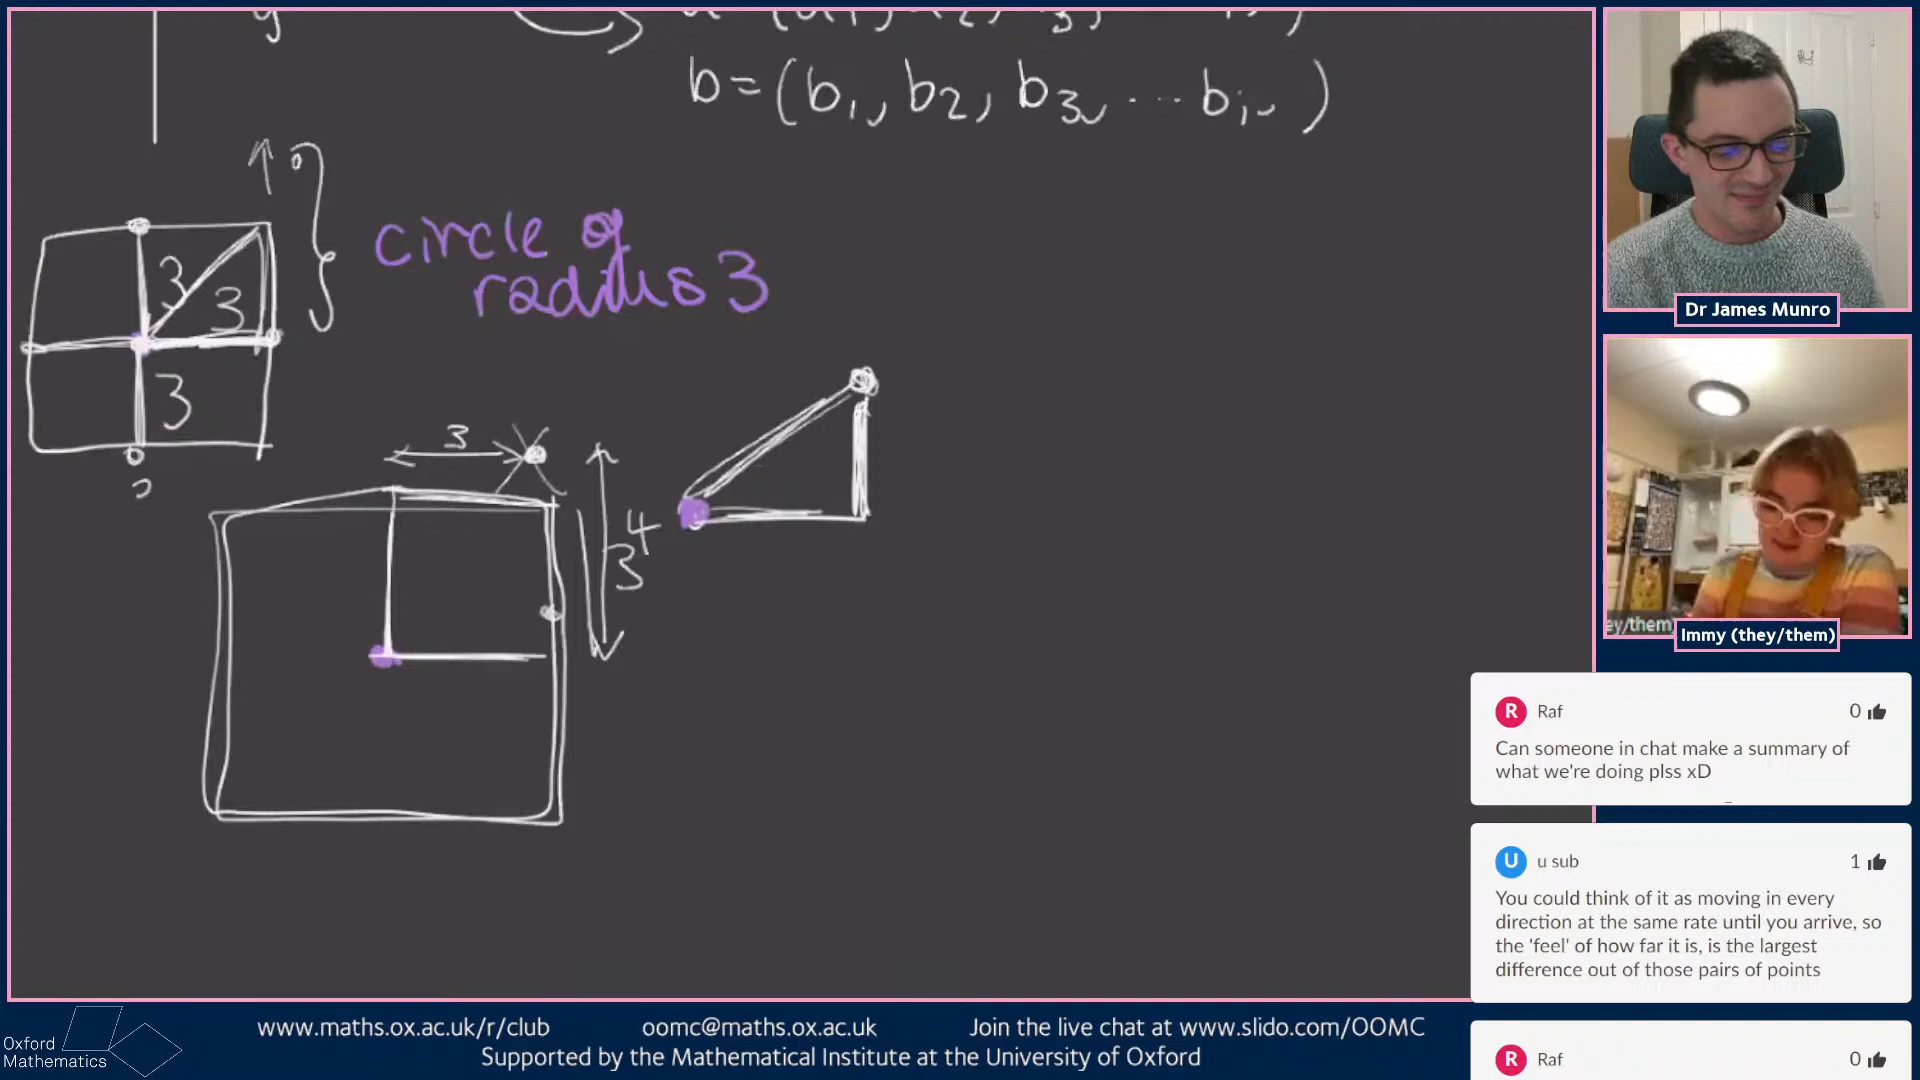 y
b=(b₁, b₂, b₃, ... bᵢ, )
3
3
3
circle of
radius 3
3
4
3
Dr James Munro
ey/them
Immy (they/them)
R Raf 0
Can someone in chat make a summary of
what we're doing plss xD
U u sub 1
You could think of it as moving in every
direction at the same rate until you arrive, so
the 'feel' of how far it is, is the largest
difference out of those pairs of points
R Raf 0
Oxford
Mathematics
www.maths.ox.ac.uk/r/club oomc@maths.ox.ac.uk Join the live chat at www.slido.com/OOMC
Supported by the Mathematical Institute at the University of Oxford